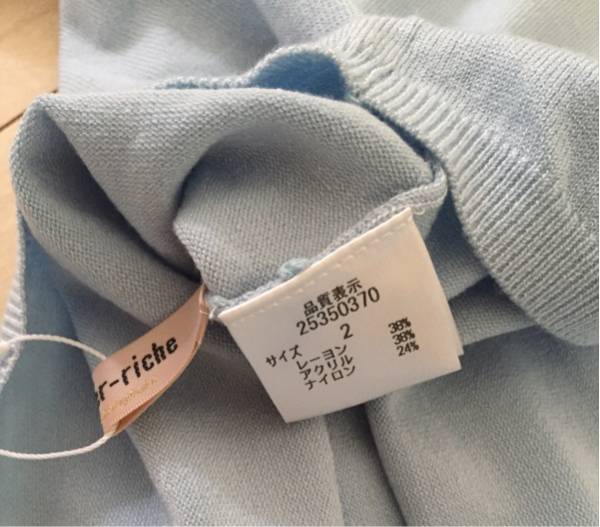 品質表示
25350370
サイズ 2
レーヨン 38%
アクリル 38%
ナイロン 24%
r-riche